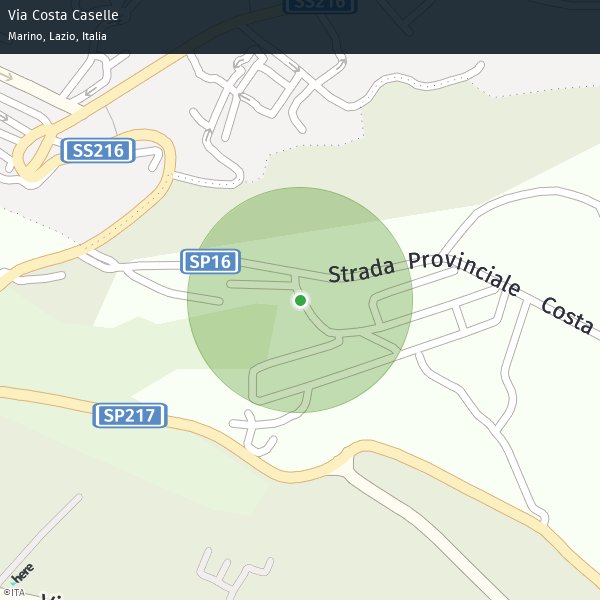 Via Costa Caselle
Marino, Lazio, Italia
SS216
SS216
SP16
Strada Provinciale Costa
SP217
here
©ITA